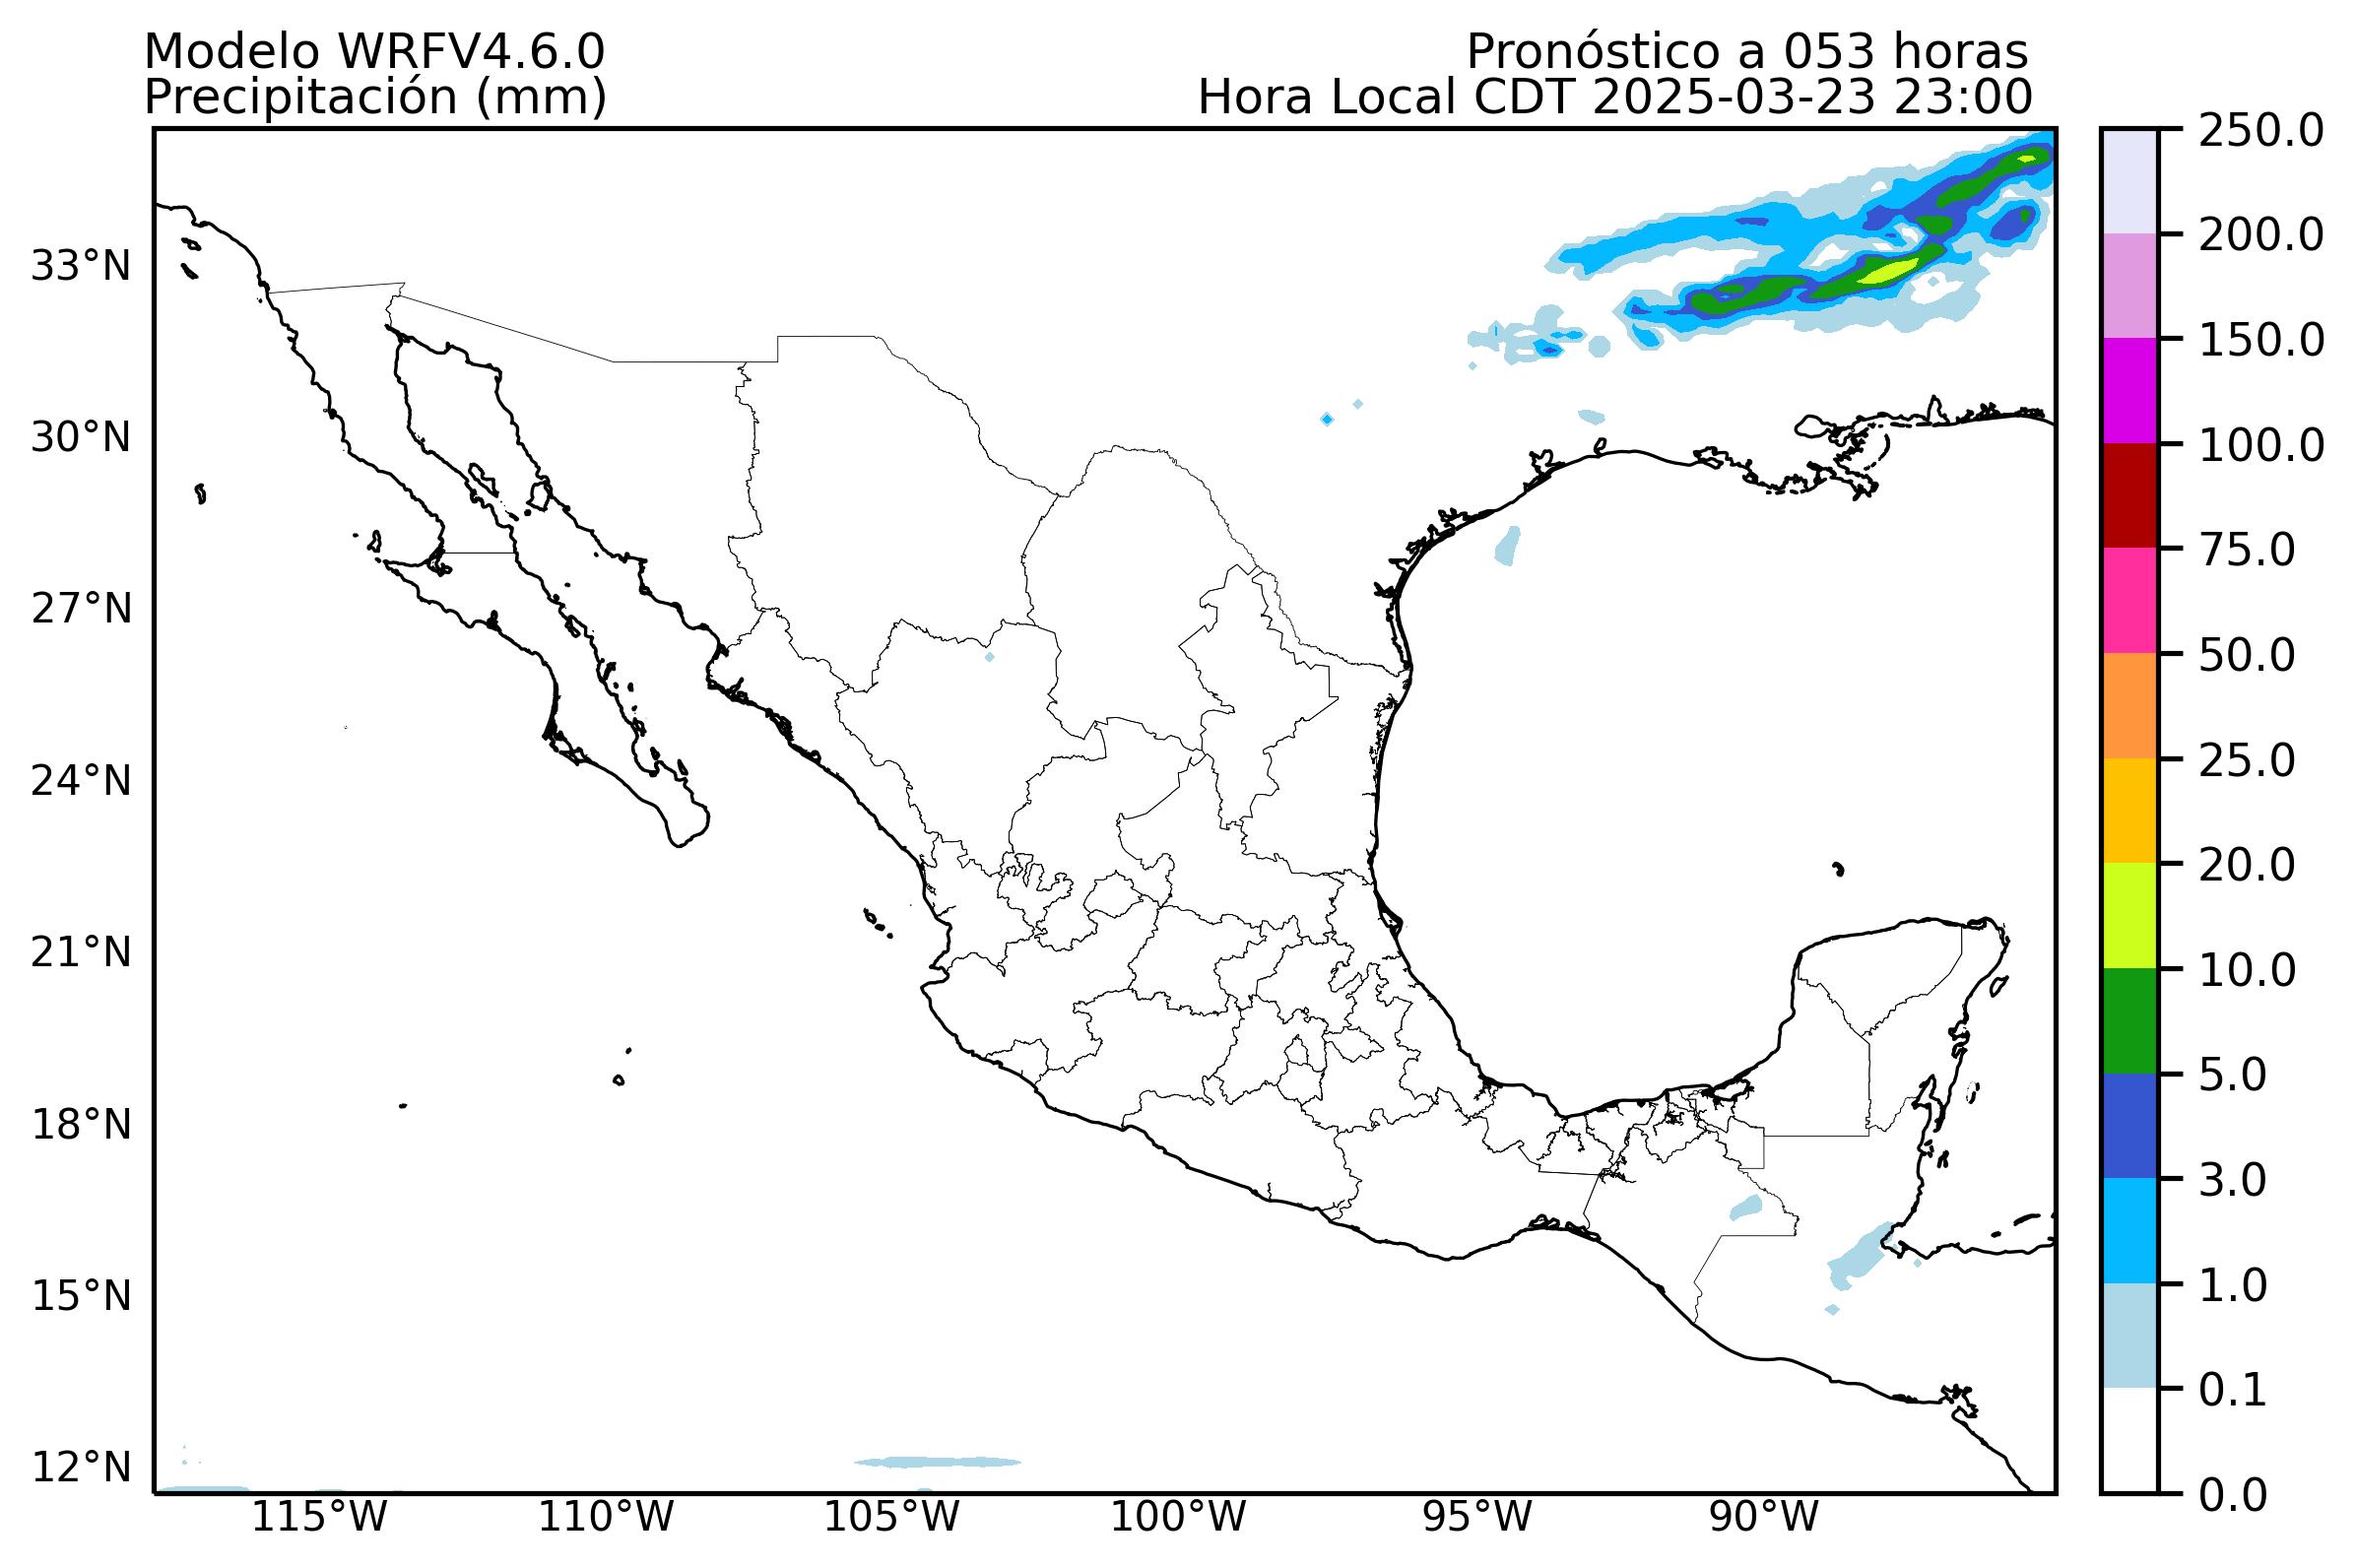 Modelo WRFV4.6.0
Pronóstico a 053 horas
Precipitación (mm)
Hora Local CDT 2025-03-23 23:00
33°N
30°N
27°N
24°N
21°N
18°N
15°N
12°N
115°W
110°W
105°W
100°W
95°W
90°W
250.0
200.0
150.0
100.0
75.0
50.0
25.0
20.0
10.0
5.0
3.0
1.0
0.1
0.0